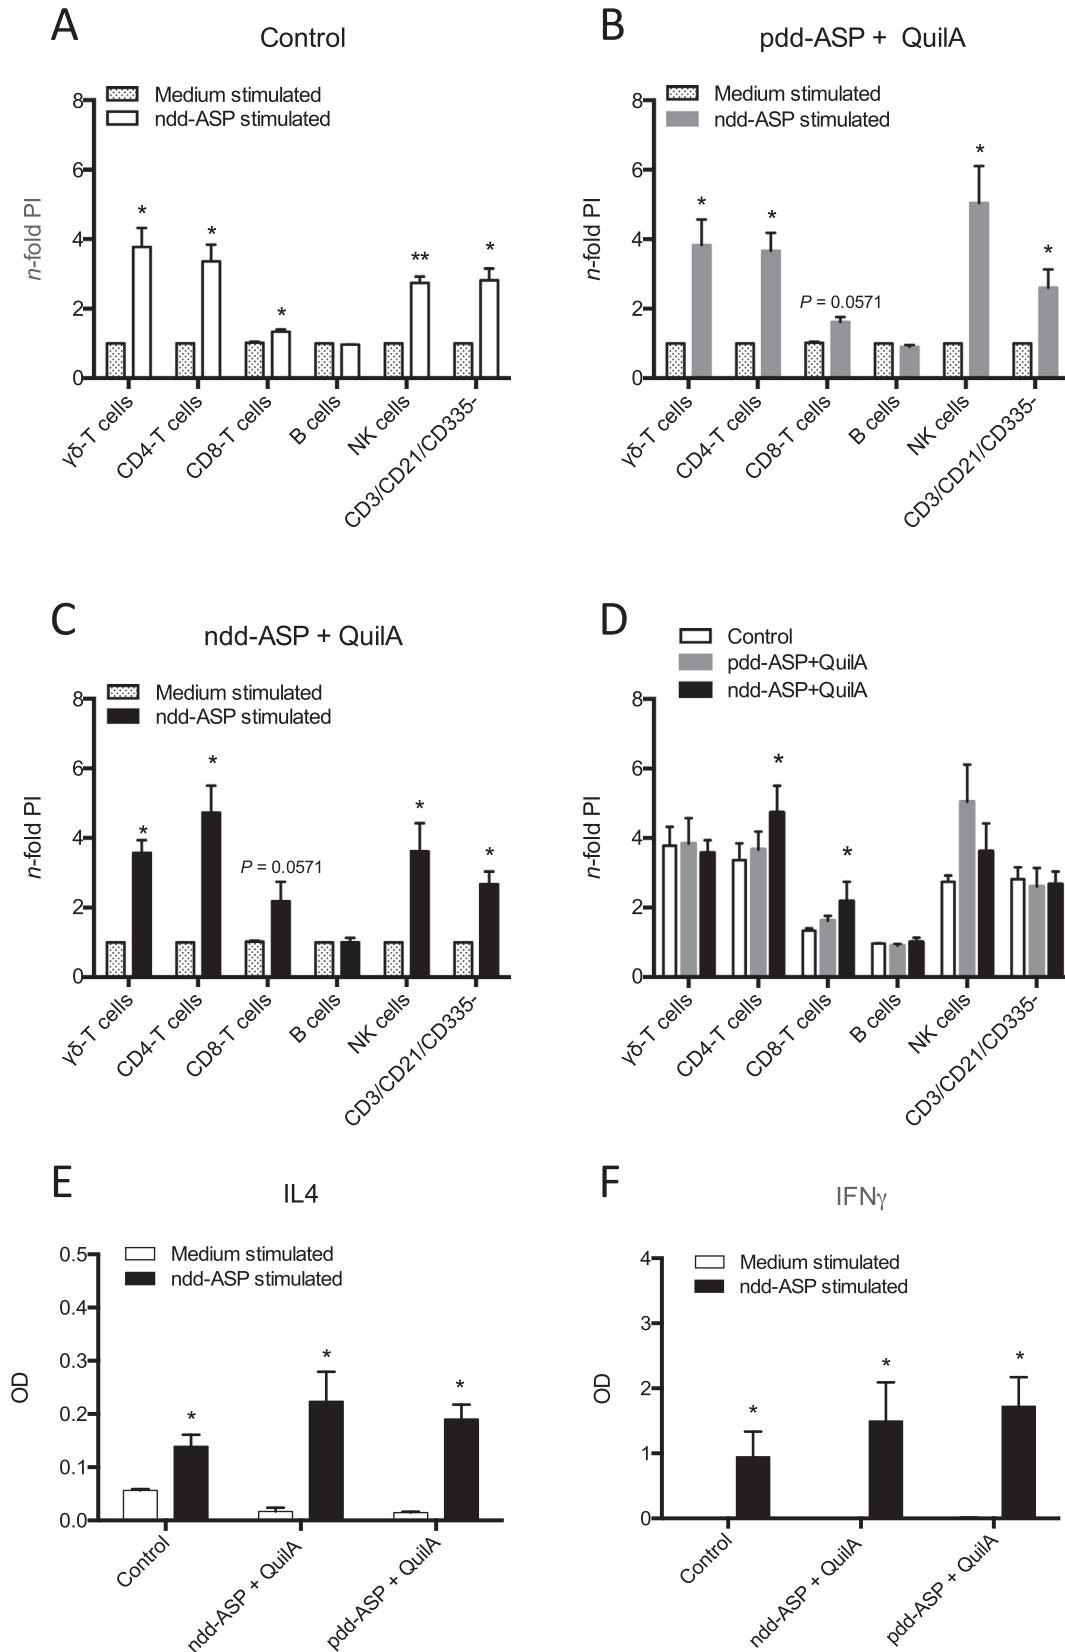 A
Control
Medium stimulated
ndd-ASP stimulated
8
6
4
2
0
n-fold PI
*
*
*
**
*
γδ-T cells
CD4-T cells
CD8-T cells
B cells
NK cells
CD3/CD21/CD335-
B
pdd-ASP + QuilA
Medium stimulated
ndd-ASP stimulated
8
6
4
2
0
n-fold PI
*
*
P = 0.0571
*
*
γδ-T cells
CD4-T cells
CD8-T cells
B cells
NK cells
CD3/CD21/CD335-
C
ndd-ASP + QuilA
Medium stimulated
ndd-ASP stimulated
8
6
4
2
0
n-fold PI
*
*
P = 0.0571
*
*
γδ-T cells
CD4-T cells
CD8-T cells
B cells
NK cells
CD3/CD21/CD335-
D
Control
pdd-ASP+QuilA
ndd-ASP+QuilA
8
6
4
2
0
n-fold PI
*
*
γδ-T cells
CD4-T cells
CD8-T cells
B cells
NK cells
CD3/CD21/CD335-
E
IL4
Medium stimulated
ndd-ASP stimulated
0.5
0.4
0.3
0.2
0.1
0.0
OD
*
*
*
Control
ndd-ASP + QuilA
pdd-ASP + QuilA
F
IFNγ
Medium stimulated
ndd-ASP stimulated
4
3
2
1
0
OD
*
*
*
Control
ndd-ASP + QuilA
pdd-ASP + QuilA